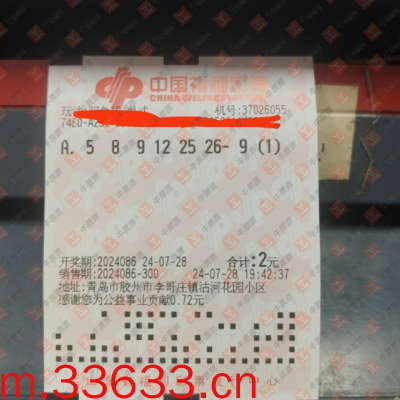 中国福利彩票
CHINA WELFARE LOTTERY
机号:37026055
A. 5 8 9 12 25 26- 9 (1)
开奖期:2024086 24-07-28 合计:2元
销售期:2024086-300 24-07-28 19:42:37
地址:青岛市胶州市李哥庄镇沽河花园小区
感谢您为公益事业贡献0.72元
m.33633.cn